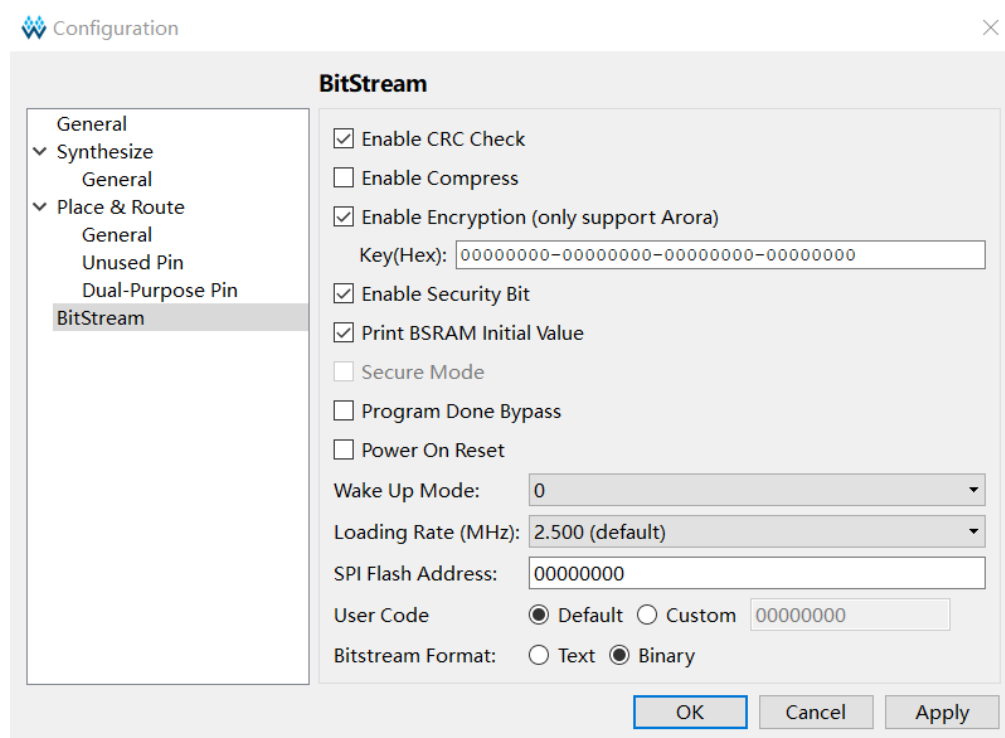 Configuration
BitStream
General
Synthesize
General
Place & Route
General
Unused Pin
Dual-Purpose Pin
BitStream
Enable CRC Check
Enable Compress
Enable Encryption (only support Arora)
Key(Hex): 00000000-00000000-00000000-00000000
Enable Security Bit
Print BSRAM Initial Value
Secure Mode
Program Done Bypass
Power On Reset
Wake Up Mode: 0
Loading Rate (MHz): 2.500 (default)
SPI Flash Address: 00000000
User Code Default Custom 00000000
Bitstream Format: Text Binary
OK Cancel Apply